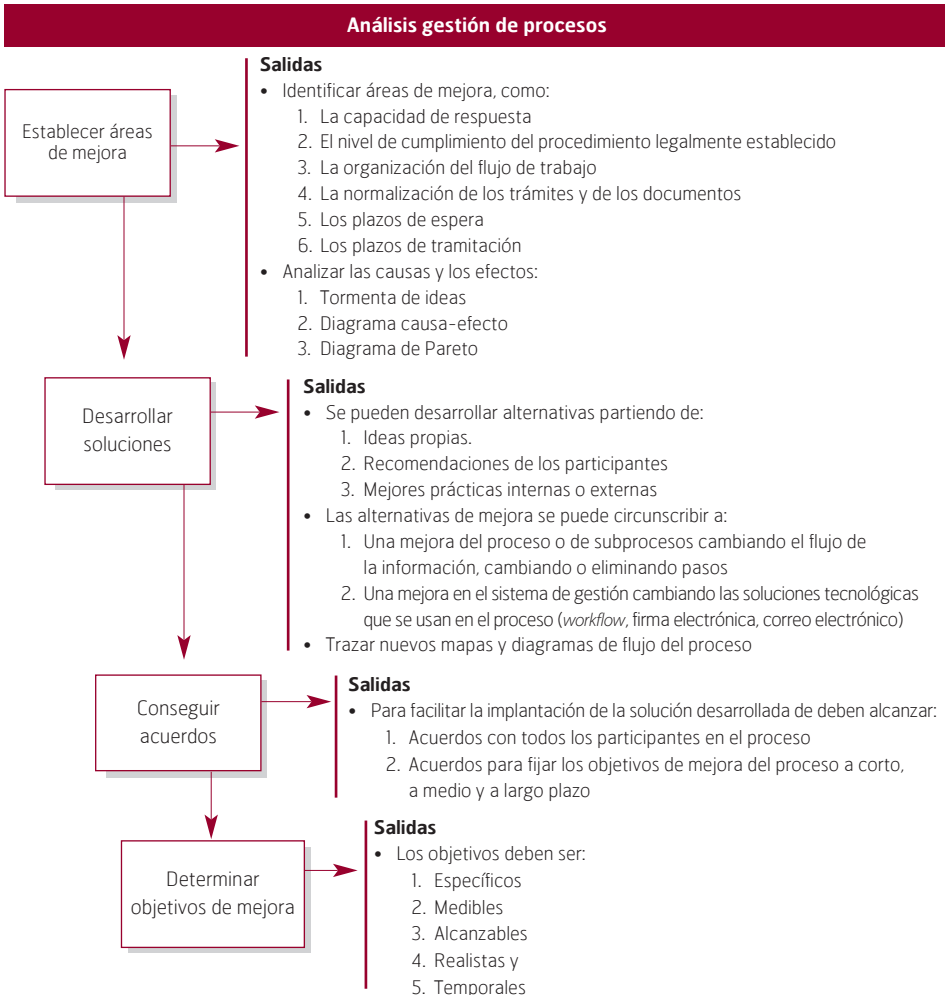 Análisis gestión de procesos
Establecer áreas
de mejora
Salidas
• Identificar áreas de mejora, como:
1. La capacidad de respuesta
2. El nivel de cumplimiento del procedimiento legalmente establecido
3. La organización del flujo de trabajo
4. La normalización de los trámites y de los documentos
5. Los plazos de espera
6. Los plazos de tramitación
• Analizar las causas y los efectos:
1. Tormenta de ideas
2. Diagrama causa-efecto
3. Diagrama de Pareto
Desarrollar
soluciones
Salidas
• Se pueden desarrollar alternativas partiendo de:
1. Ideas propias.
2. Recomendaciones de los participantes
3. Mejores prácticas internas o externas
• Las alternativas de mejora se puede circunscribir a:
1. Una mejora del proceso o de subprocesos cambiando el flujo de
la información, cambiando o eliminando pasos
2. Una mejora en el sistema de gestión cambiando las soluciones tecnológicas
que se usan en el proceso (workflow, firma electrónica, correo electrónico)
• Trazar nuevos mapas y diagramas de flujo del proceso
Conseguir
acuerdos
Salidas
• Para facilitar la implantación de la solución desarrollada de deben alcanzar:
1. Acuerdos con todos los participantes en el proceso
2. Acuerdos para fijar los objetivos de mejora del proceso a corto,
a medio y a largo plazo
Determinar
objetivos de mejora
Salidas
• Los objetivos deben ser:
1. Específicos
2. Medibles
3. Alcanzables
4. Realistas y
5. Temporales